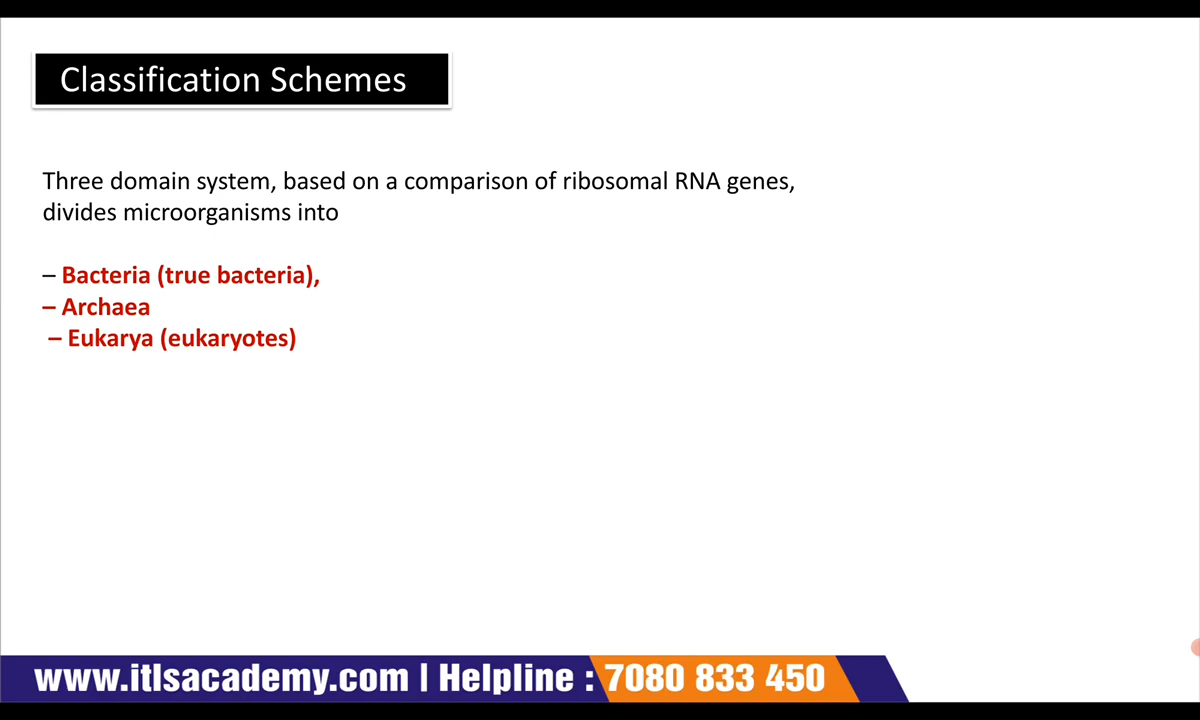 Classification Schemes
Three domain system, based on a comparison of ribosomal RNA genes,
divides microorganisms into
– Bacteria (true bacteria),
– Archaea
– Eukarya (eukaryotes)
www.itlsacademy.com | Helpline : 7080 833 450